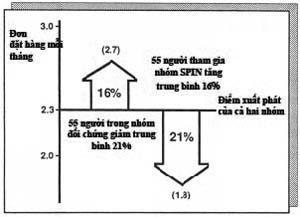 3.0
Đơn
đặt hàng mỗi
tháng
(2.7)
55 người tham gia
nhóm SPIN tăng
trung bình 16%
16%
Điểm xuất phát
của cả hai nhóm
2.3
55 người trong nhóm
đối chứng giảm trung
bình 21%
21%
2.0
(1.8)